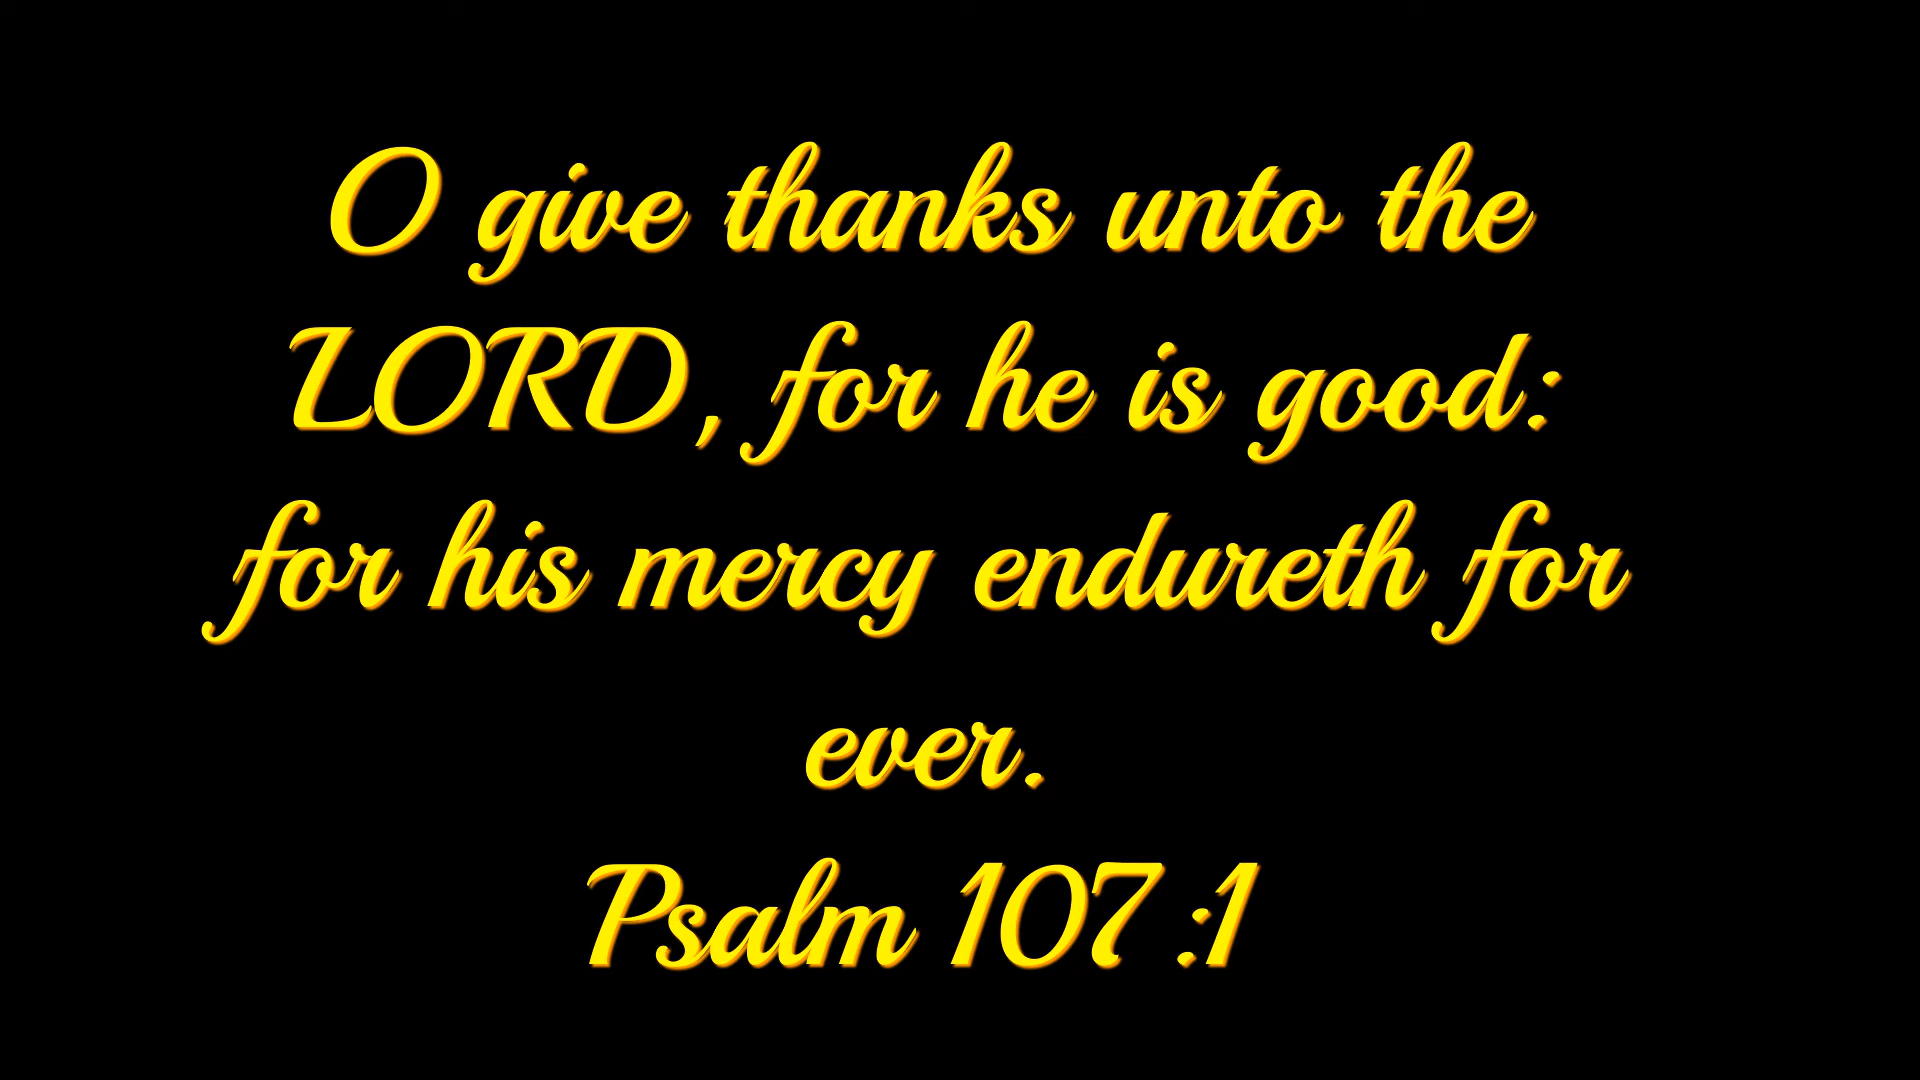 O give thanks unto the
LORD, for he is good:
for his mercy endureth for
ever.
Psalm 107:1